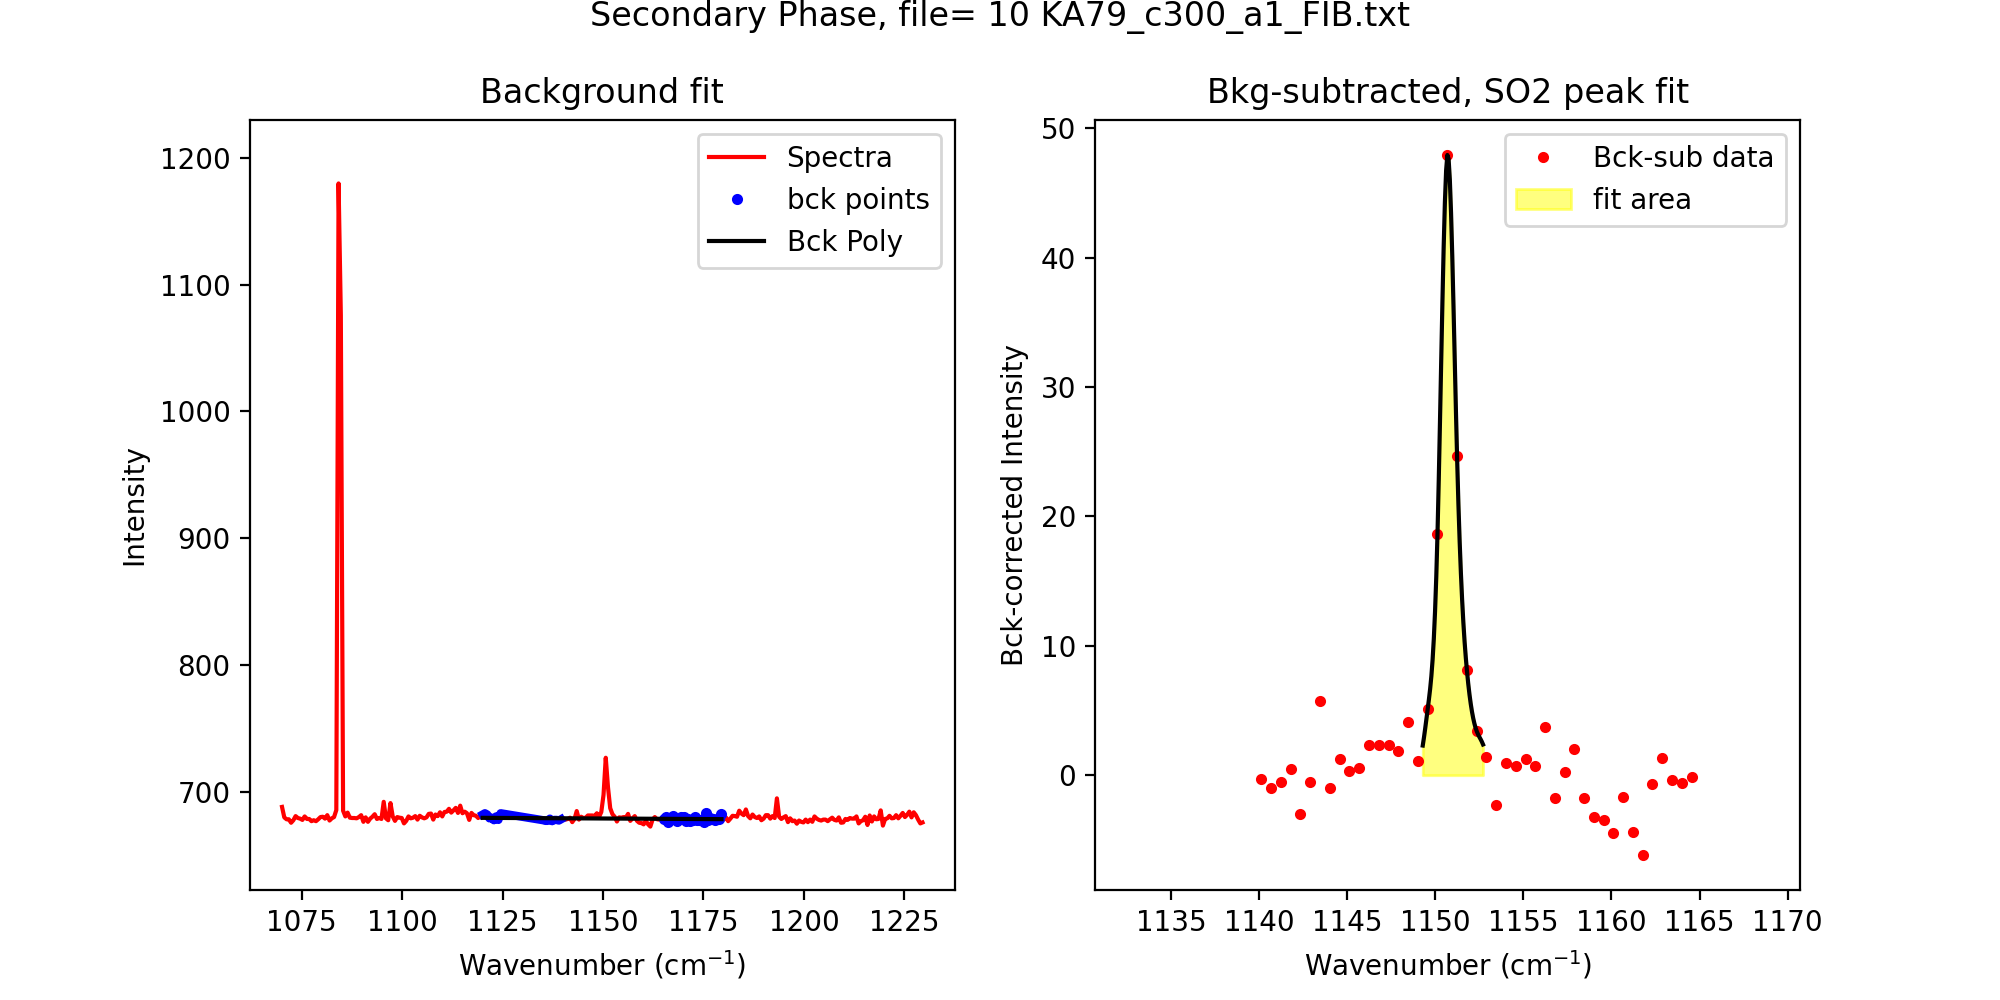 Secondary Phase, file= 10 KA79_c300_a1_FIB.txt
Background fit
Intensity
1200
1100
1000
900
800
700
Spectra
bck points
Bck Poly
1075 1100 1125 1150 1175 1200 1225
Wavenumber (cm⁻¹)
Bkg-subtracted, SO2 peak fit
Bck-corrected Intensity
50
40
30
20
10
0
Bck-sub data
fit area
1135 1140 1145 1150 1155 1160 1165 1170
Wavenumber (cm⁻¹)